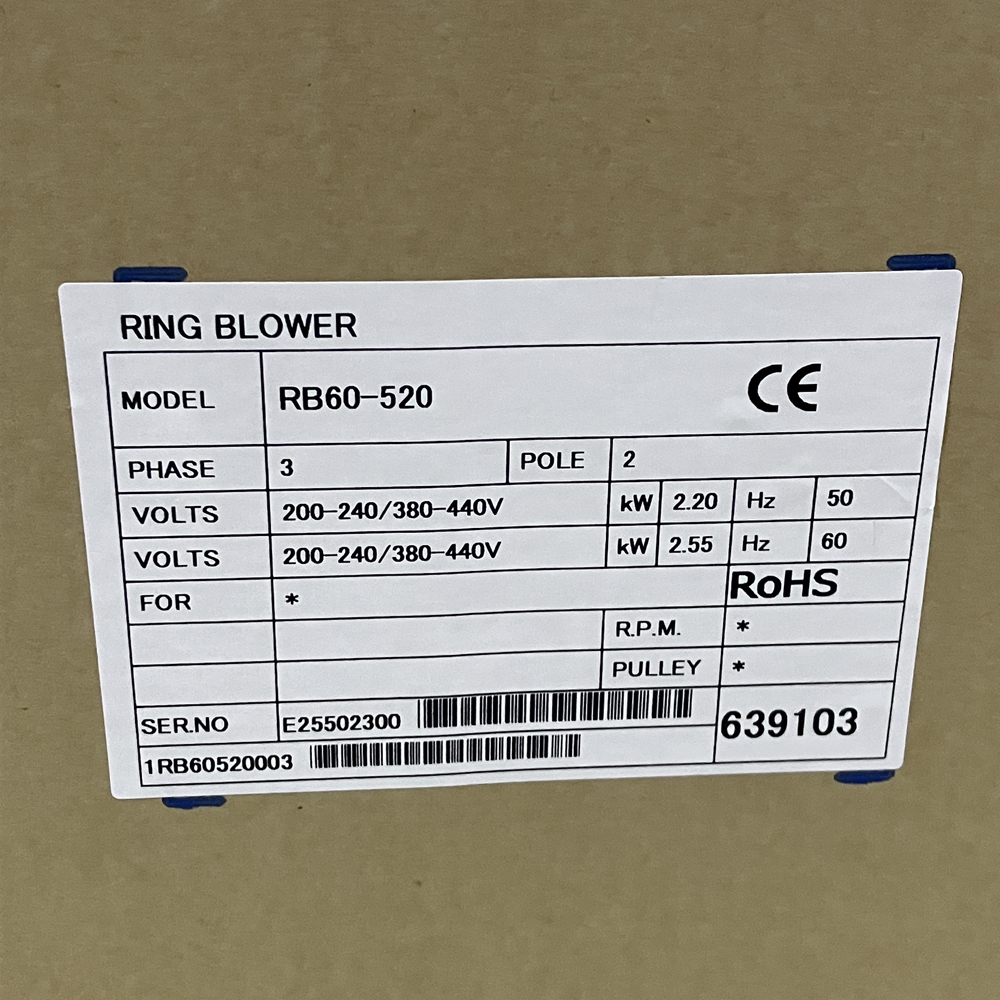 RING BLOWER
MODEL RB60-520 CE
PHASE 3 POLE 2
VOLTS 200-240/380-440V kW 2.20 Hz 50
VOLTS 200-240/380-440V kW 2.55 Hz 60
FOR * RoHS
R.P.M. *
PULLEY *
SER.NO E25502300 639103
1RB60520003